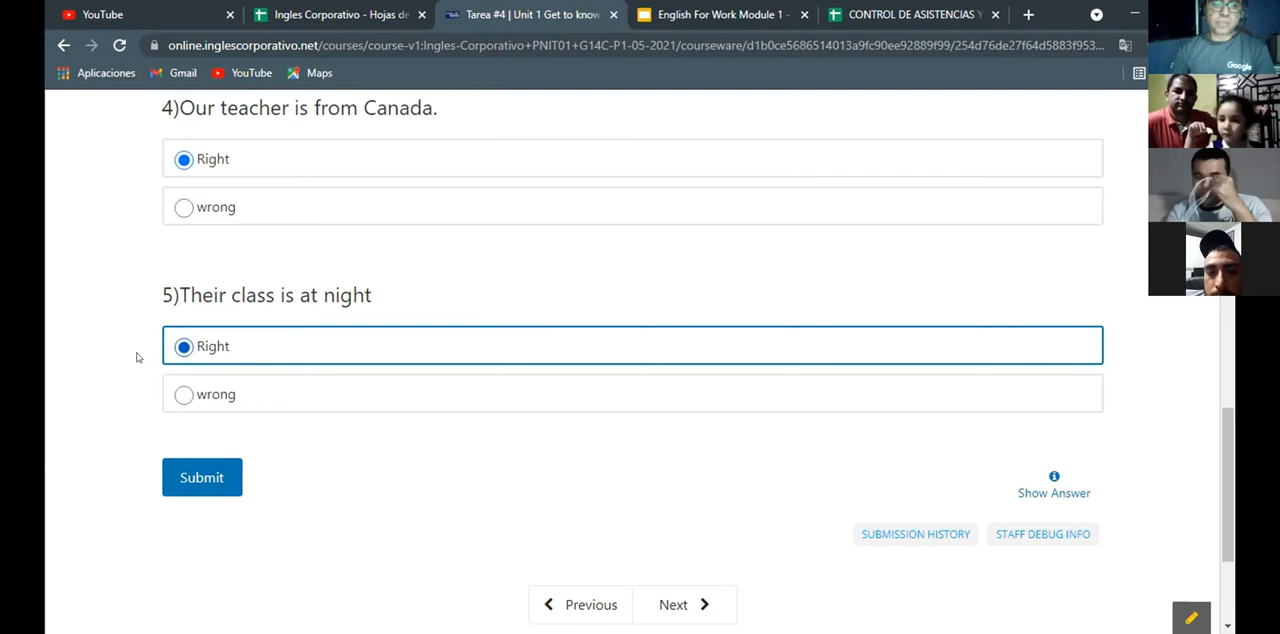 YouTube
Ingles Corporativo - Hojas de
Tarea #4 | Unit 1 Get to know
English For Work Module 1 -
CONTROL DE ASISTENCIAS Y
online.inglescorporativo.net/courses/course-v1:Ingles-Corporativo+PNIT01+G14C-P1-05-2021/courseware/d1b0ce5686514013a9fc90ee92889f99/254d76de27f64d5883f953...
Aplicaciones
Gmail
YouTube
Maps
Google
4)Our teacher is from Canada.
Right
wrong
5)Their class is at night
Right
wrong
Submit
Show Answer
SUBMISSION HISTORY
STAFF DEBUG INFO
Previous
Next